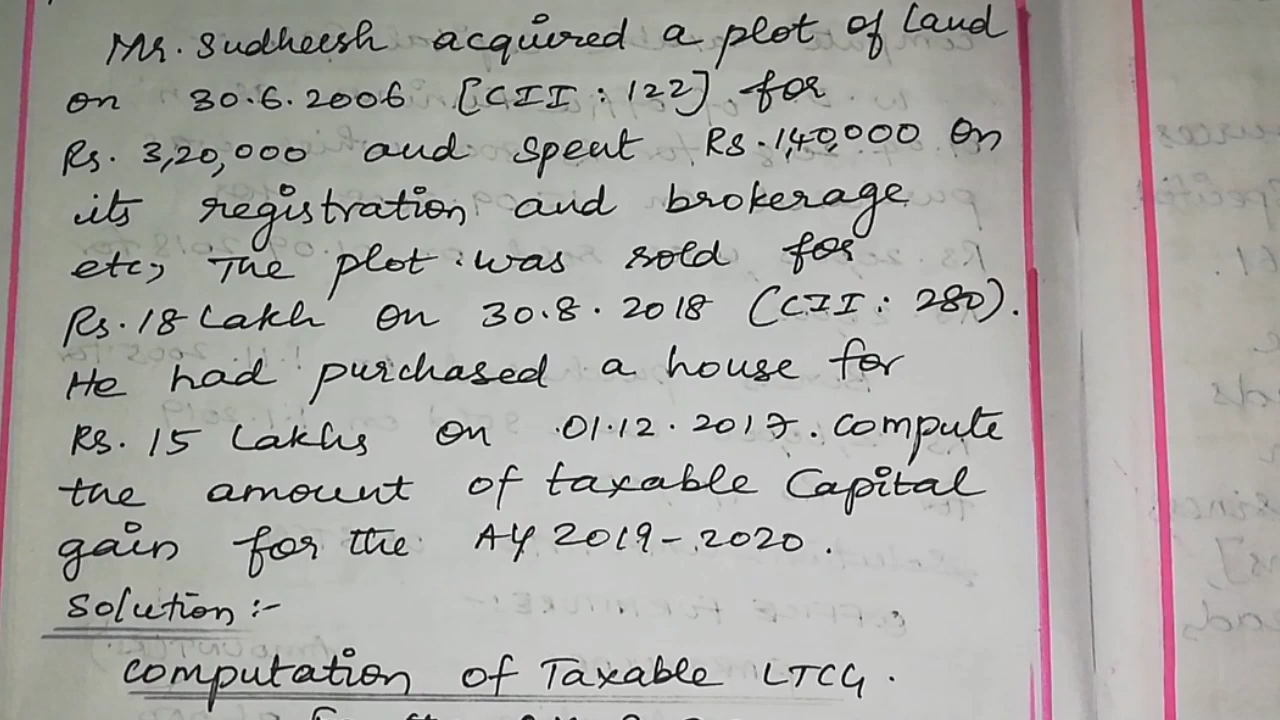 Mr. Sudheesh acquired a plot of Land
on 30.6.2006 [CII : 122] for
Rs. 3,20,000 and spent Rs. 1,40,000 on
its registration and brokerage
etc, The plot was sold for
Rs. 18 Lakh on 30.8.2018 (CII : 280).
He had purchased a house for
Rs. 15 Lakhs on 01.12.2017. compute
the amount of taxable Capital
gain for the AY 2019-2020.
Solution :-
computation of Taxable LTCG.